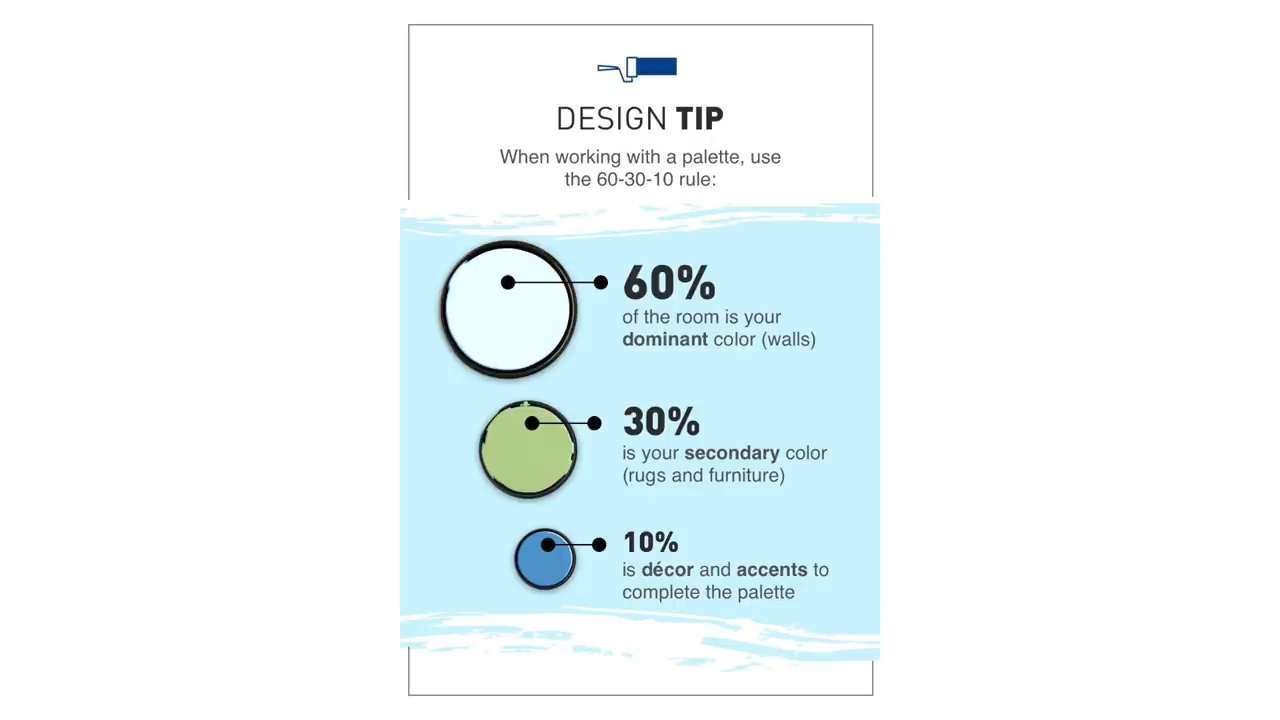 DESIGN TIP
When working with a palette, use
the 60-30-10 rule:
60%
of the room is your
dominant color (walls)
30%
is your secondary color
(rugs and furniture)
10%
is décor and accents to
complete the palette